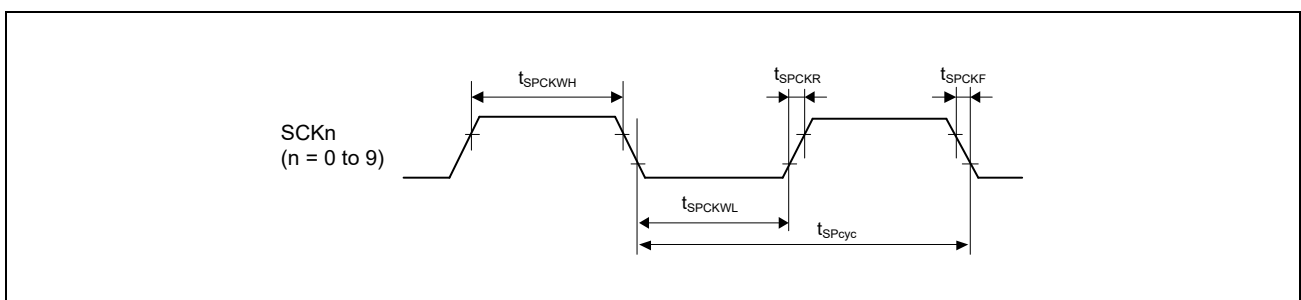 tSPCKWH
tSPCKR
tSPCKF
SCKn
(n = 0 to 9)
tSPCKWL
tSPcyc